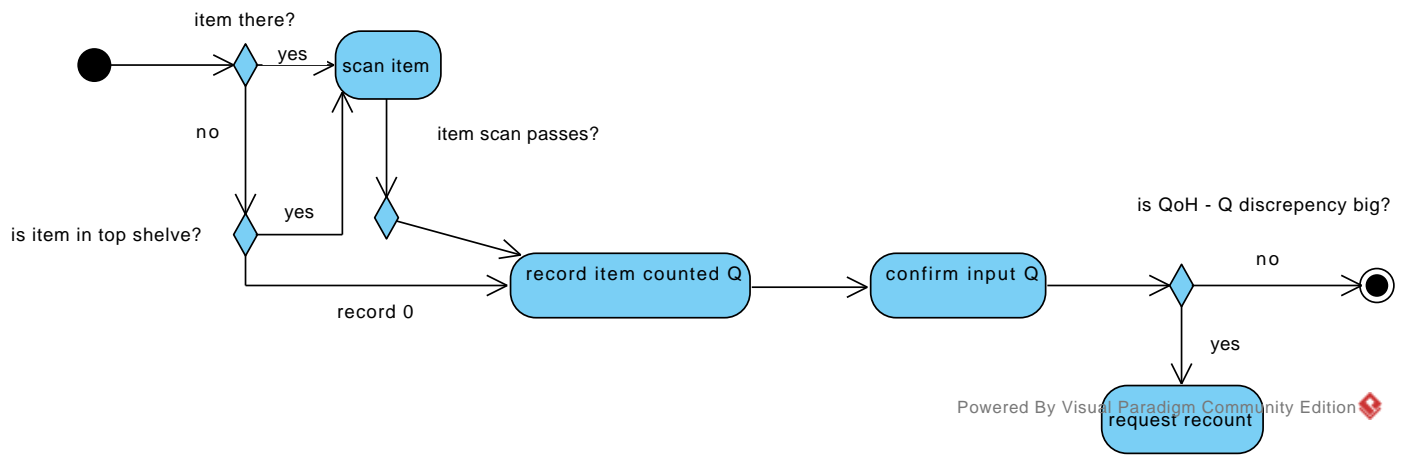 item there?
yes
scan item
no
item scan passes?
yes
is item in top shelve?
is QoH - Q discrepency big?
record item counted Q
confirm input Q
no
record 0
yes
Powered By Visual Paradigm Community Edition
request recount